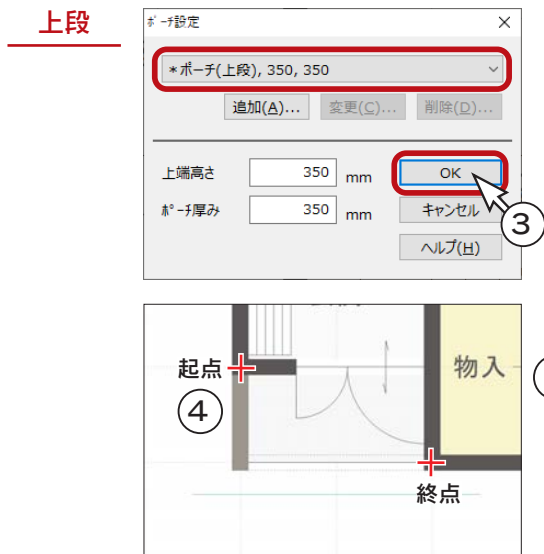 上段
ﾎﾟｰﾁ設定
*ポーチ(上段), 350, 350
追加(A)... 変更(C)... 削除(D)...
上端高さ 350 mm OK
ﾎﾟｰﾁ厚み 350 mm キャンセル
③
ヘルプ(H)
起点
物入
④
終点